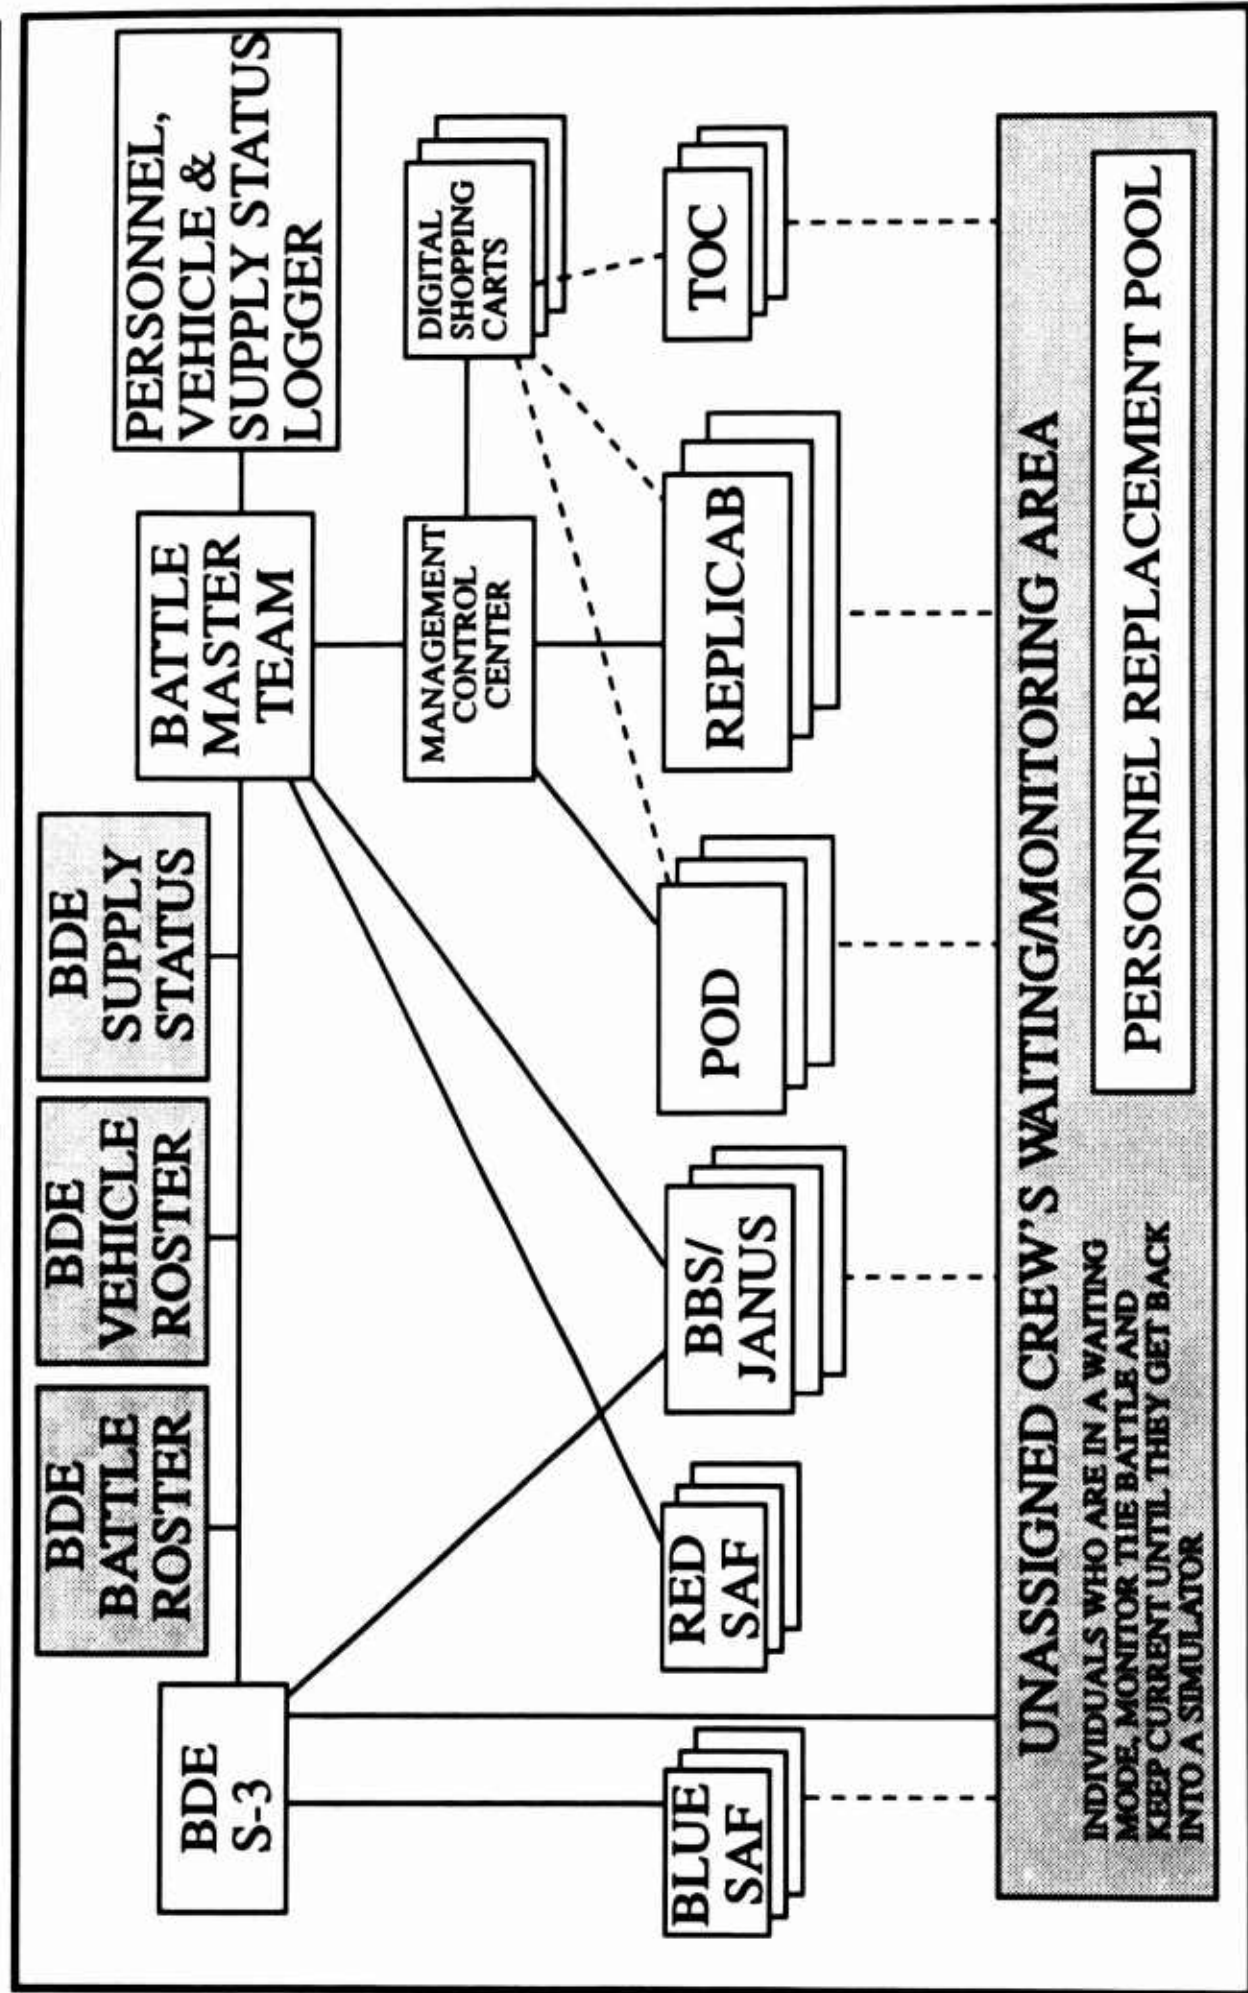 BDE
BATTLE
ROSTER
BDE
VEHICLE
ROSTER
BDE
SUPPLY
STATUS
BDE
S-3
BATTLE
MASTER
TEAM
PERSONNEL,
VEHICLE &
SUPPLY STATUS
LOGGER
MANAGEMENT
CONTROL
CENTER
DIGITAL
SHOPPING
CARTS
BLUE
SAF
RED
SAF
BBS/
JANUS
POD
REPLICAB
TOC
UNASSIGNED CREW'S WAITING/MONITORING AREA
INDIVIDUALS WHO ARE IN A WAITING
MODE, MONITOR THE BATTLE AND
KEEP CURRENT UNTIL THEY GET BACK
INTO A SIMULATOR
PERSONNEL REPLACEMENT POOL